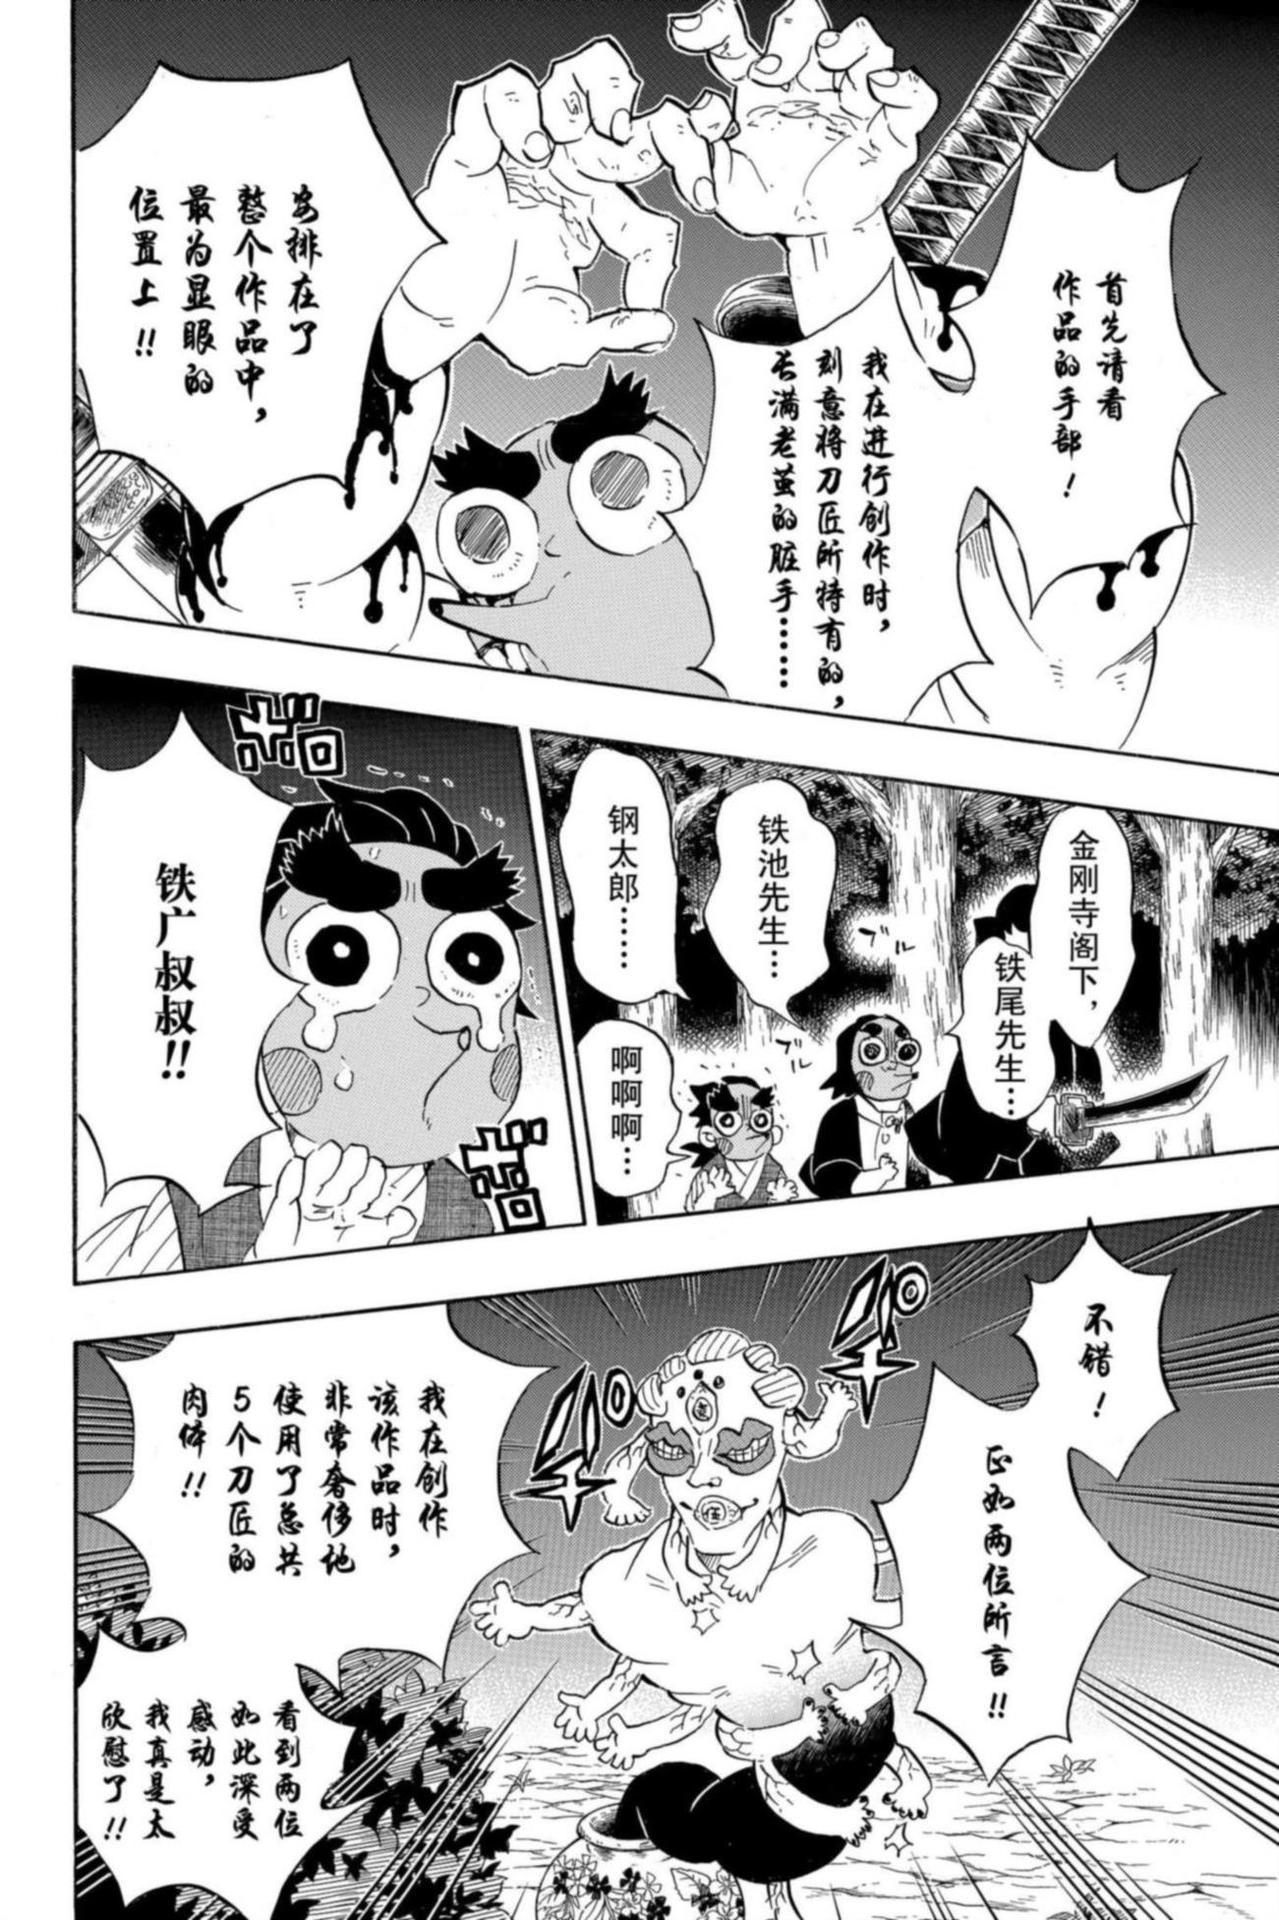 首先请看
作品的手部！
我在进行创作时，
刻意将刀匠所特有的，
长满老茧的脏手……
安排在了
整个作品中，
最为显眼的
位置上！！
金刚寺阁下，
铁尾先生…
铁池先生…
钢太郎……
啊啊啊…
ブル
ブル
铁广叔叔！！
不错！
正如两位所言！！
我在创作
该作品时，
非常奢侈地
使用了总共
5个刀匠的
肉体！！
看到两位
如此深受
感动，
我真是太
欣慰了！！